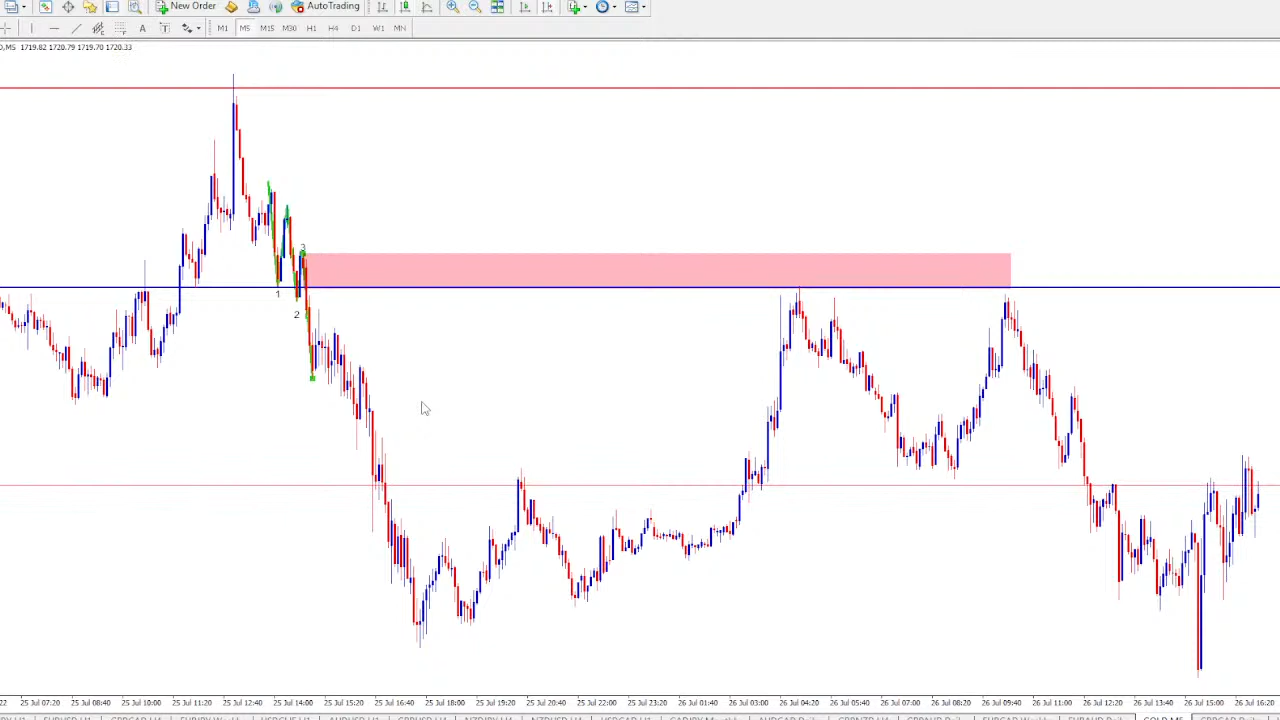 New Order AutoTrading
A T M1 M5 M15 M30 H1 H4 D1 W1 MN
,M5 1719.82 1720.79 1719.70 1720.33
3
1
2
22 25 Jul 07:20 25 Jul 08:40 25 Jul 10:00 25 Jul 11:20 25 Jul 12:40 25 Jul 14:00 25 Jul 15:20 25 Jul 16:40 25 Jul 18:00 25 Jul 19:20 25 Jul 20:40 25 Jul 22:00 25 Jul 23:20 26 Jul 01:40 26 Jul 03:00 26 Jul 04:20 26 Jul 05:40 26 Jul 07:00 26 Jul 08:20 26 Jul 09:40 26 Jul 11:00 26 Jul 12:20 26 Jul 13:40 26 Jul 15:00 26 Jul 16:20